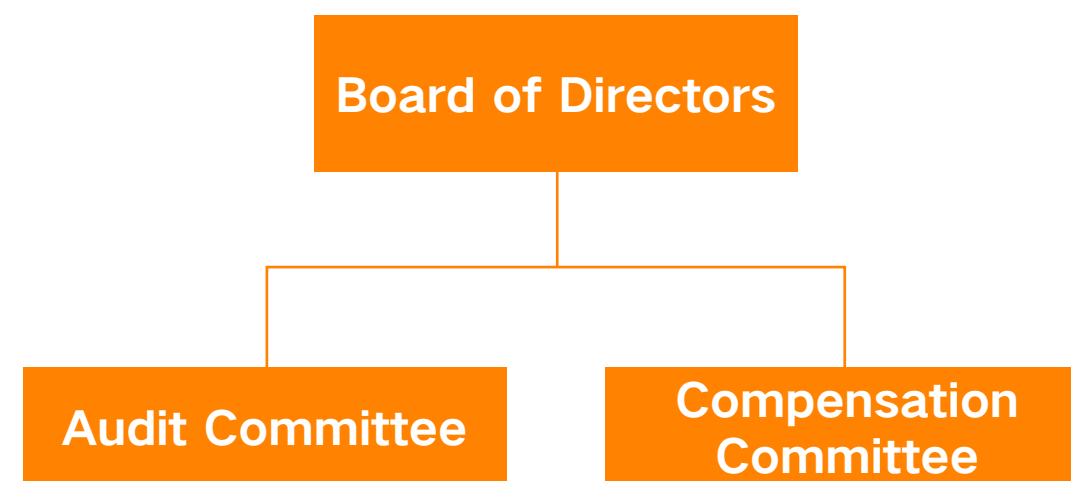 Board of Directors
Audit Committee
Compensation
Committee